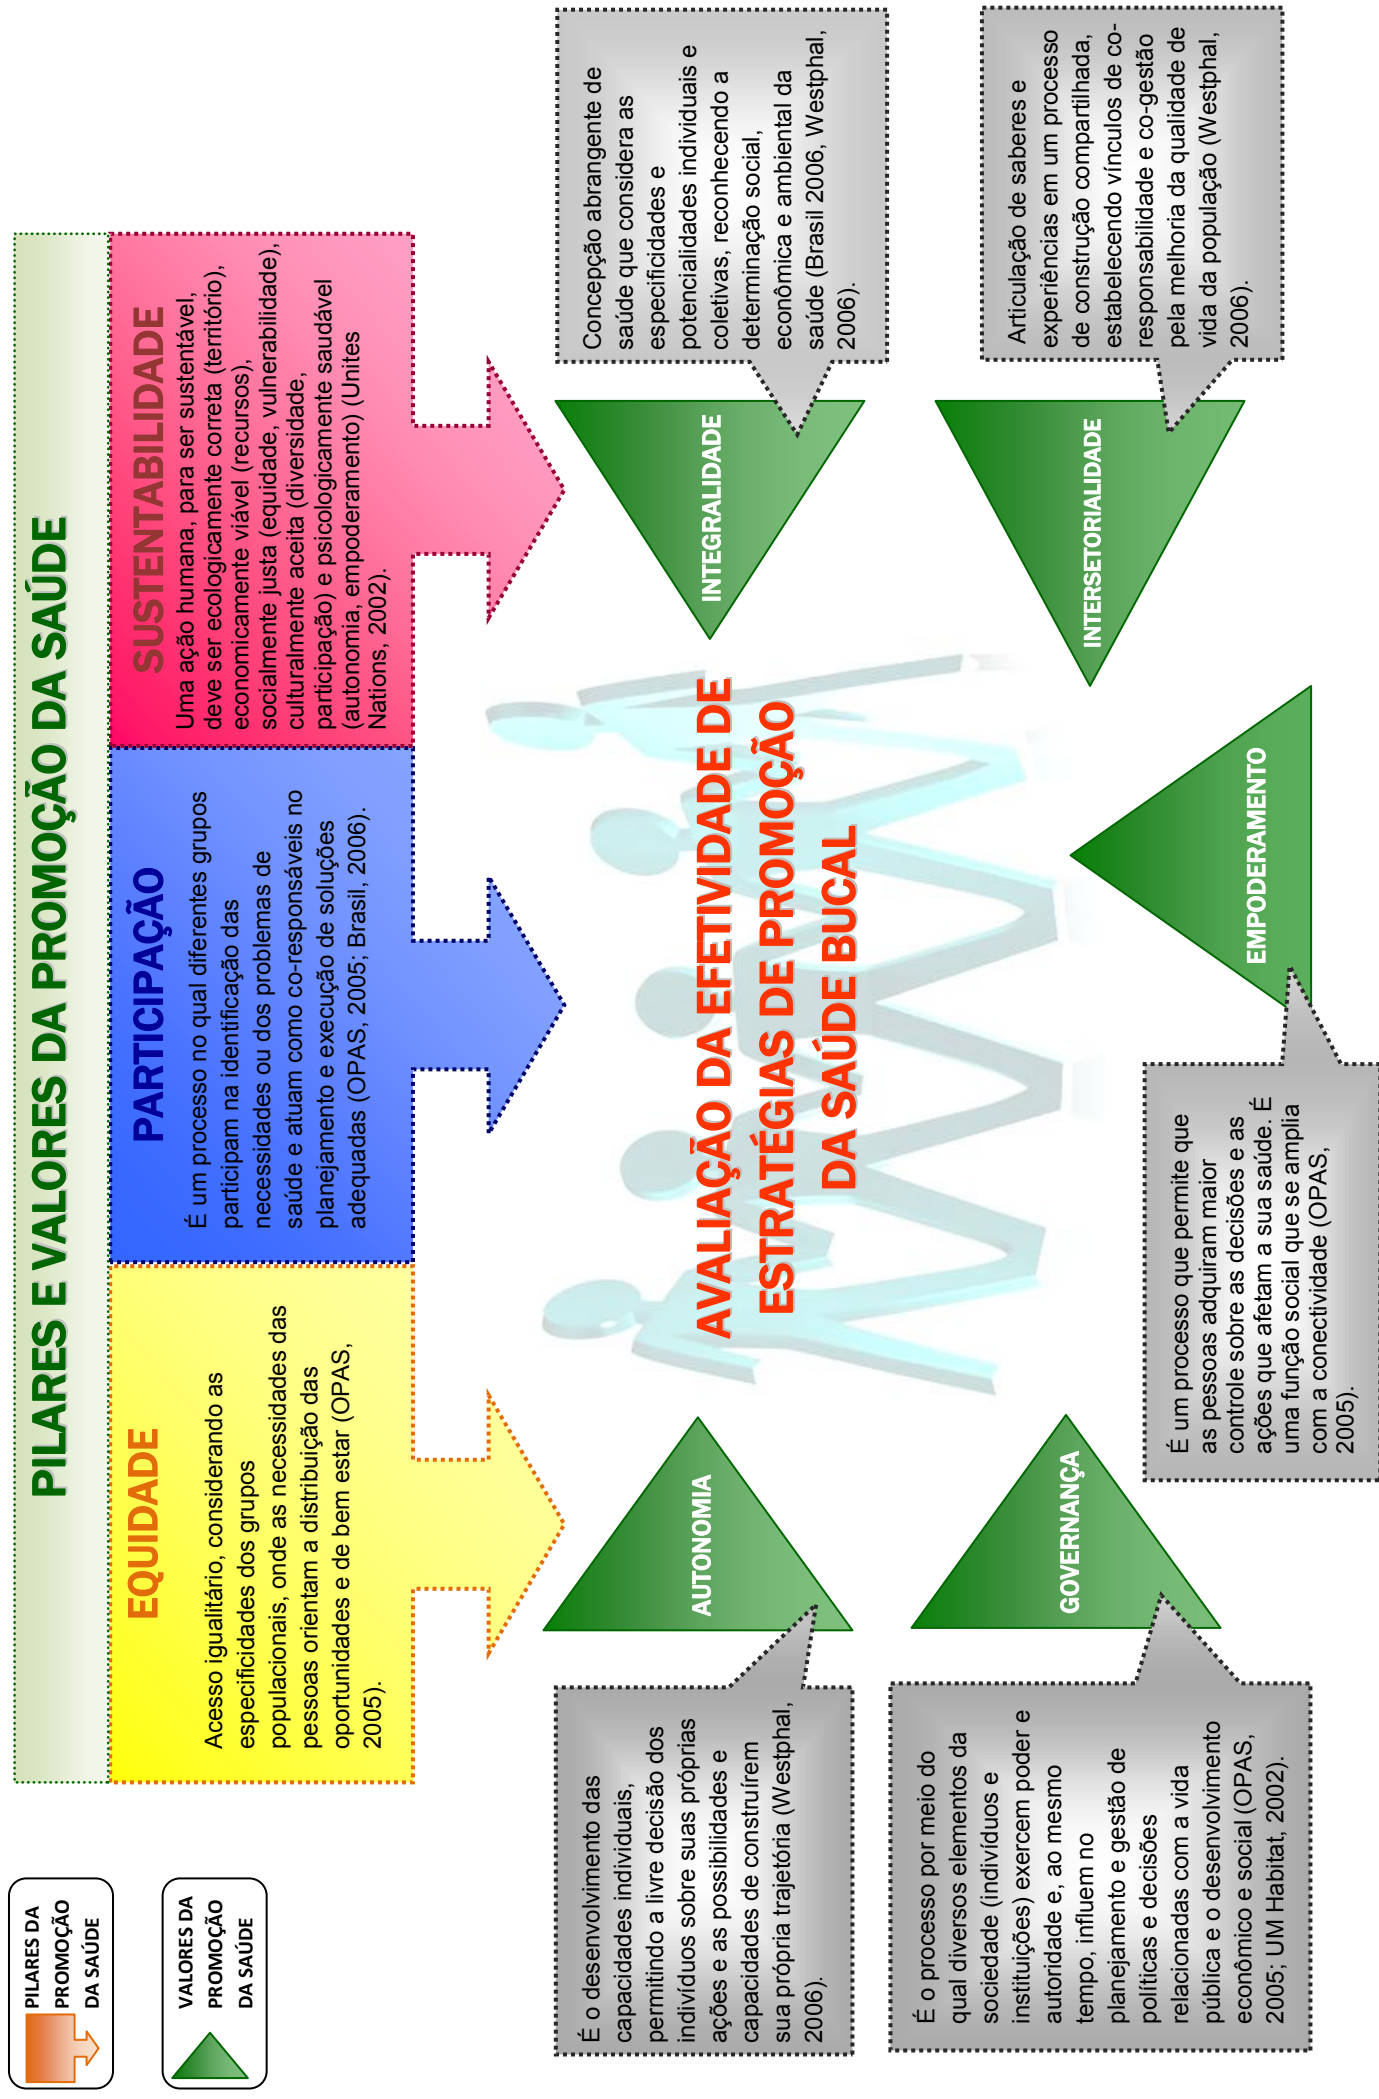 PILARES DA
PROMOÇÃO
DA SAÚDE
VALORES DA
PROMOÇÃO
DA SAÚDE
PILARES E VALORES DA PROMOÇÃO DA SAÚDE
EQUIDADE
Acesso igualitário, considerando as
especificidades dos grupos
populacionais, onde as necessidades das
pessoas orientam a distribuição das
oportunidades e de bem estar (OPAS,
2005).
PARTICIPAÇÃO
É um processo no qual diferentes grupos
participam na identificação das
necessidades ou dos problemas de
saúde e atuam como co-responsáveis no
planejamento e execução de soluções
adequadas (OPAS, 2005; Brasil, 2006).
SUSTENTABILIDADE
Uma ação humana, para ser sustentável,
deve ser ecologicamente correta (território),
economicamente viável (recursos),
socialmente justa (equidade, vulnerabilidade),
culturalmente aceita (diversidade,
participação) e psicologicamente saudável
(autonomia, empoderamento) (Unites
Nations, 2002).
É o desenvolvimento das
capacidades individuais,
permitindo a livre decisão dos
indivíduos sobre suas próprias
ações e as possibilidades e
capacidades de construírem
sua própria trajetória (Westphal,
2006).
AUTONOMIA
AVALIAÇÃO DA EFETIVIDADE DE
ESTRATÉGIAS DE PROMOÇÃO
DA SAÚDE BUCAL
INTEGRALIDADE
Concepção abrangente de
saúde que considera as
especificidades e
potencialidades individuais e
coletivas, reconhecendo a
determinação social,
econômica e ambiental da
saúde (Brasil 2006, Westphal,
2006).
É o processo por meio do
qual diversos elementos da
sociedade (indivíduos e
instituições) exercem poder e
autoridade e, ao mesmo
tempo, influem no
planejamento e gestão de
políticas e decisões
relacionadas com a vida
pública e o desenvolvimento
econômico e social (OPAS,
2005; UM Habitat, 2002).
GOVERNANÇA
É um processo que permite que
as pessoas adquiram maior
controle sobre as decisões e as
ações que afetam a sua saúde. É
uma função social que se amplia
com a conectividade (OPAS,
2005).
EMPODERAMENTO
INTERSETORIALIDADE
Articulação de saberes e
experiências em um processo
de construção compartilhada,
estabelecendo vínculos de co-
responsabilidade e co-gestão
pela melhoria da qualidade de
vida da população (Westphal,
2006).